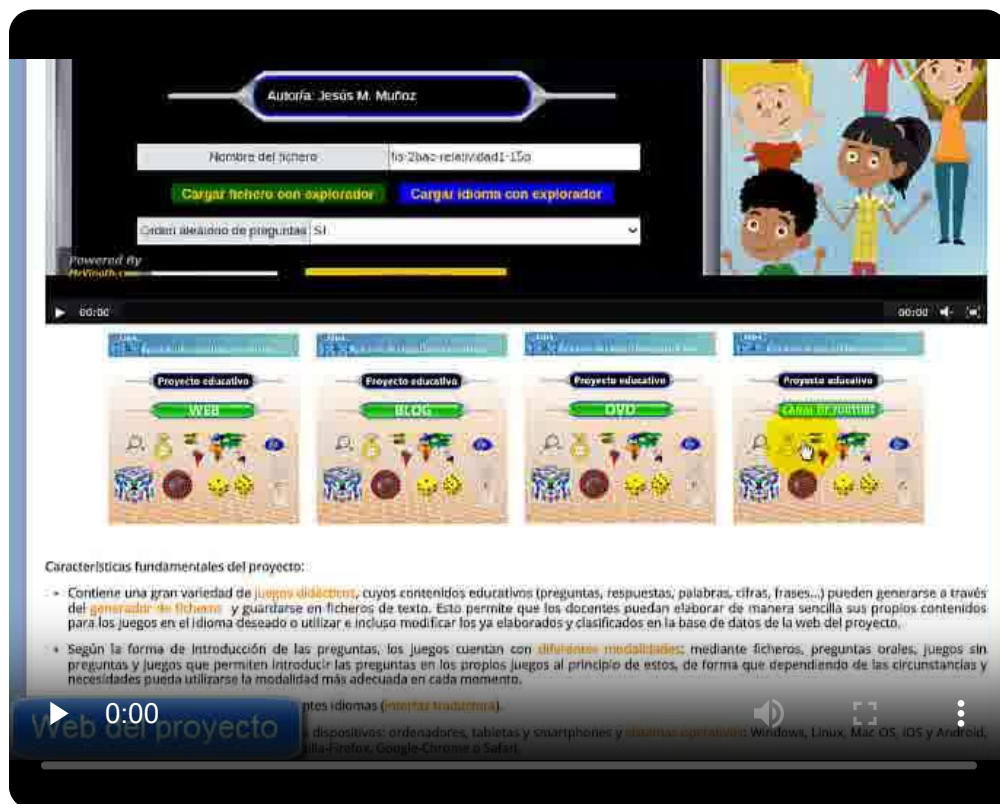 Autor/a: Jesús M. Muñoz
Nombre del fichero
fis-2bac-relatividad1-15p
Cargar fichero con explorador
Cargar idioma con explorador
Orden aleatorio de preguntas
SI
Powered By
00:00
00:00
Proyecto educativo
Proyecto educativo
Proyecto educativo
Proyecto educativo
WEB
BLOG
DVD
CANAL DE YOUTUBE
Características fundamentales del proyecto:
Contiene una gran variedad de juegos didácticos, cuyos contenidos educativos (preguntas, respuestas, palabras, cifras, frases...) pueden generarse a través
del generador de ficheros y guardarse en ficheros de texto. Esto permite que los docentes puedan elaborar de manera sencilla sus propios contenidos
para los juegos en el idioma deseado o utilizar e incluso modificar los ya elaborados y clasificados en la base de datos de la web del proyecto.
Según la forma de introducción de las preguntas, los juegos cuentan con diferentes modalidades: mediante ficheros, preguntas orales, juegos sin
preguntas y juegos que permiten introducir las preguntas en los propios juegos al principio de estos, de forma que dependiendo de las circunstancias y
necesidades pueda utilizarse la modalidad más adecuada en cada momento.
ntes idiomas (interfaz traductora).
dispositivos: ordenadores, tabletas y smartphones y sistemas operativos: Windows, Linux, Mac OS, iOS y Android,
illa-Firefox, Google-Chrome o Safari.
0:00
Web del proyecto